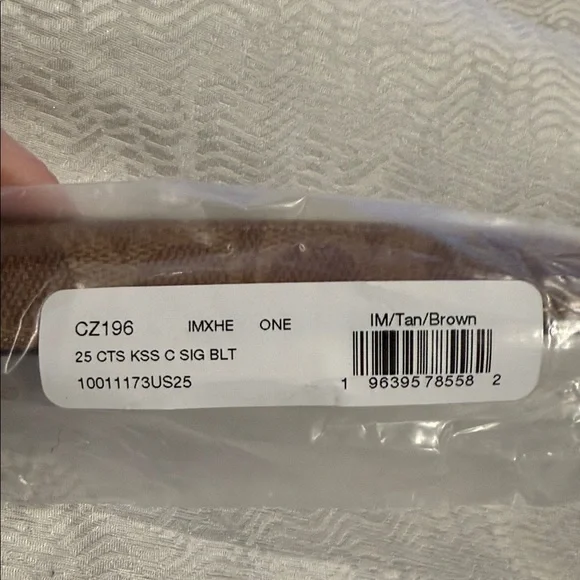 CZ196 IMXHE ONE
25 CTS KSS C SIG BLT
10011173US25
IM/Tan/Brown
1 96395 78558 2